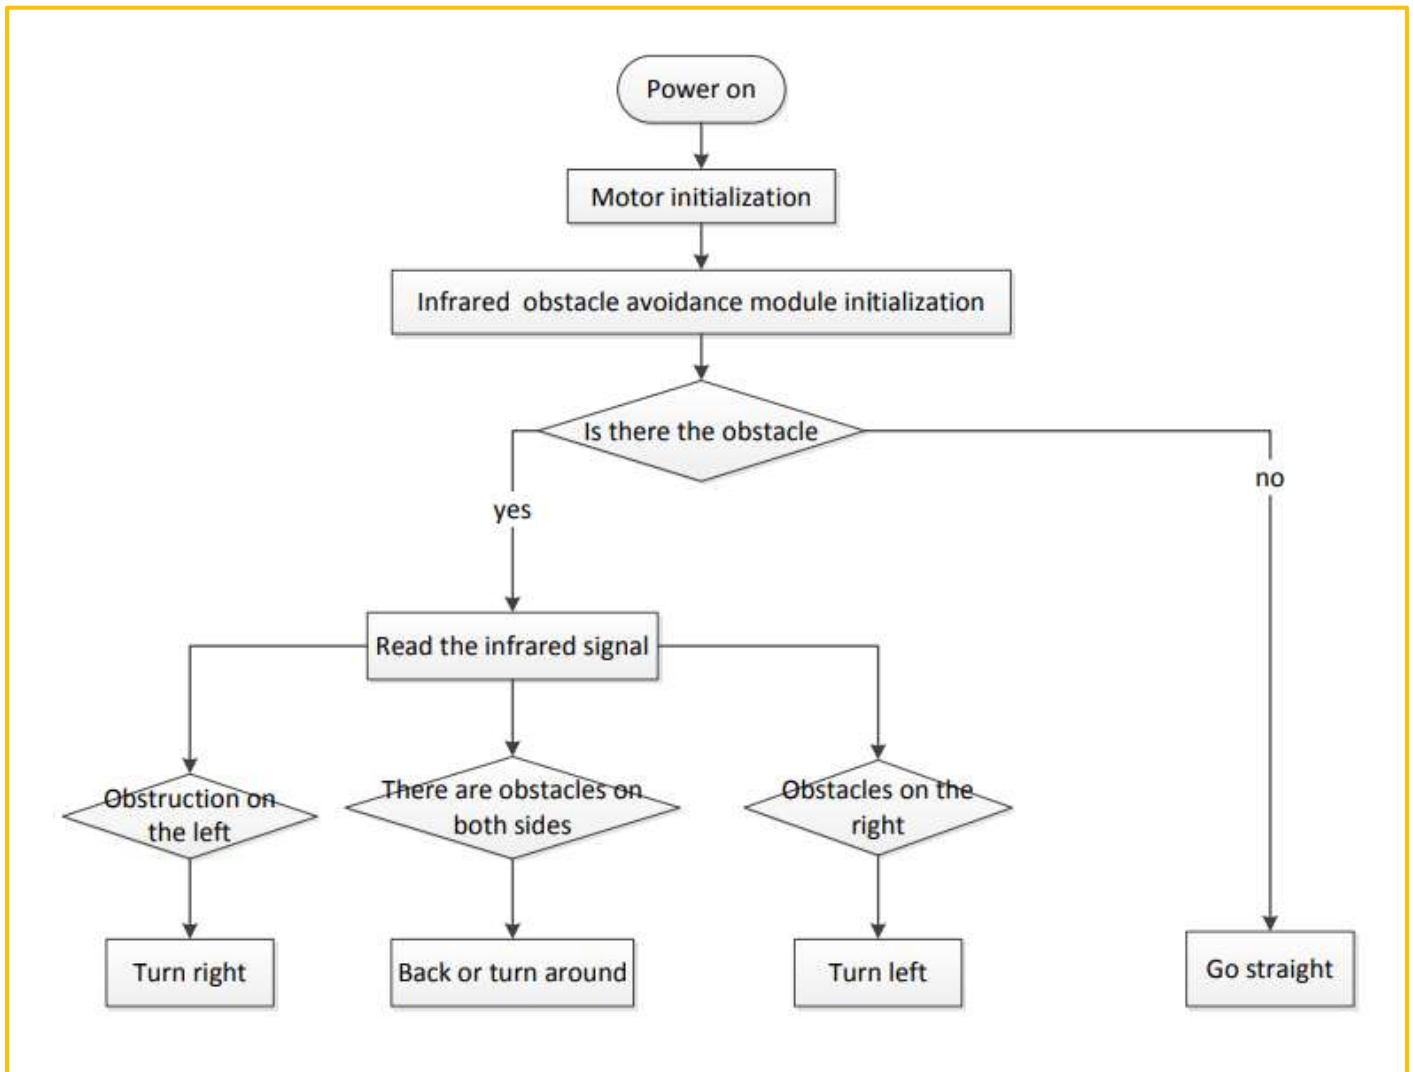 Power on
Motor initialization
Infrared  obstacle avoidance module initialization
Is there the obstacle
no
yes
Read the infrared signal
Obstruction on
the left
There are obstacles on
both sides
Obstacles on the
right
Turn right
Back or turn around
Turn left
Go straight